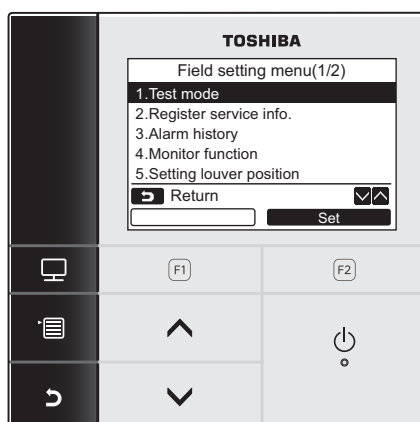 TOSHIBA
Field setting menu(1/2)
1.Test mode
2.Register service info.
3.Alarm history
4.Monitor function
5.Setting louver position
Return
Set
F1
F2